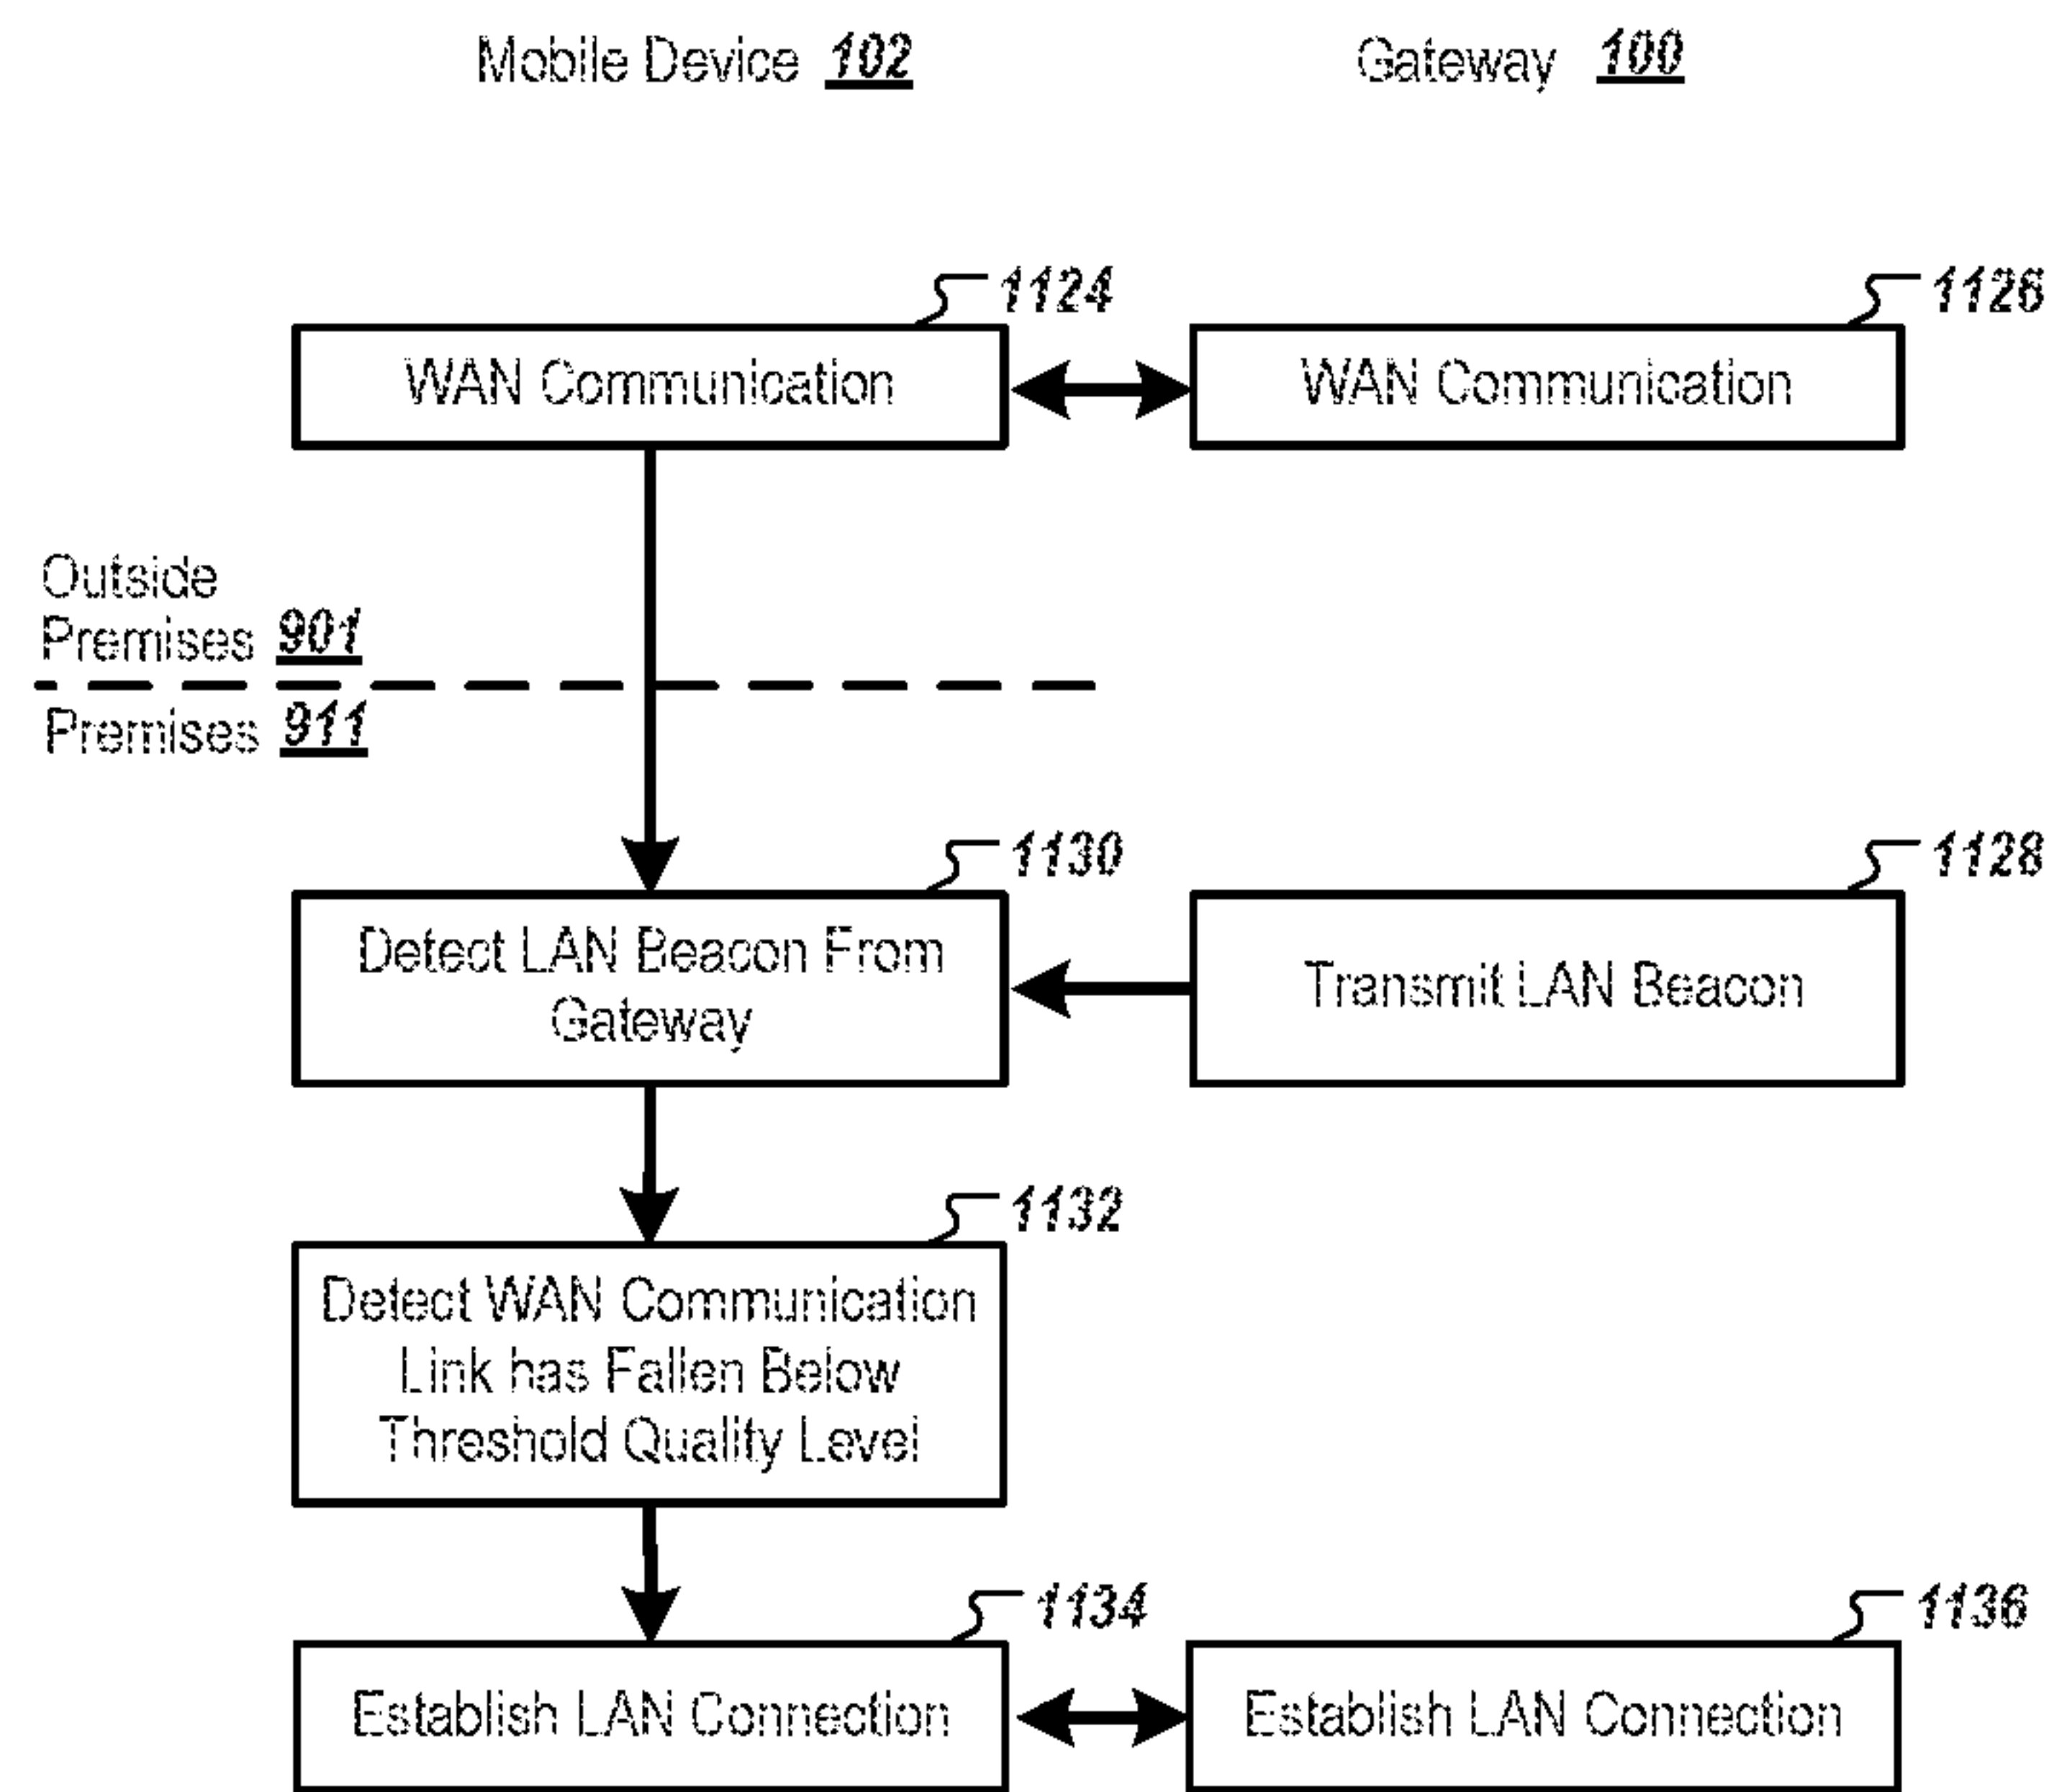 Mobile Device 102
Gateway 100
1124
1126
WAN Communication
WAN Communication
Outside
Premises 901
Premises 911
1130
1128
Detect LAN Beacon From
Gateway
Transmit LAN Beacon
1132
Detect WAN Communication
Link has Fallen Below
Threshold Quality Level
1134
1136
Establish LAN Connection
Establish LAN Connection